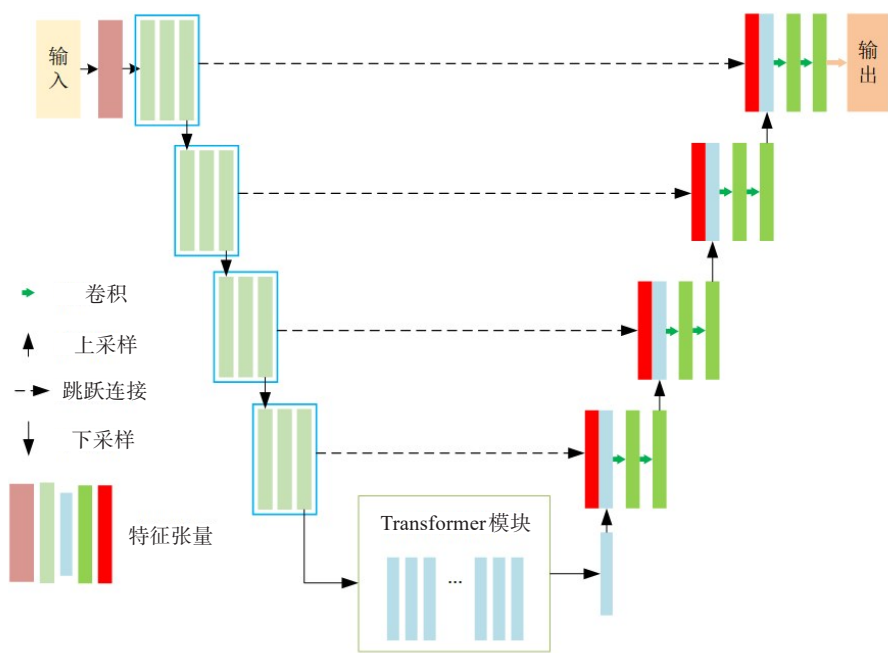 输
入
输
出
卷积
上采样
跳跃连接
下采样
特征张量
Transformer模块
...